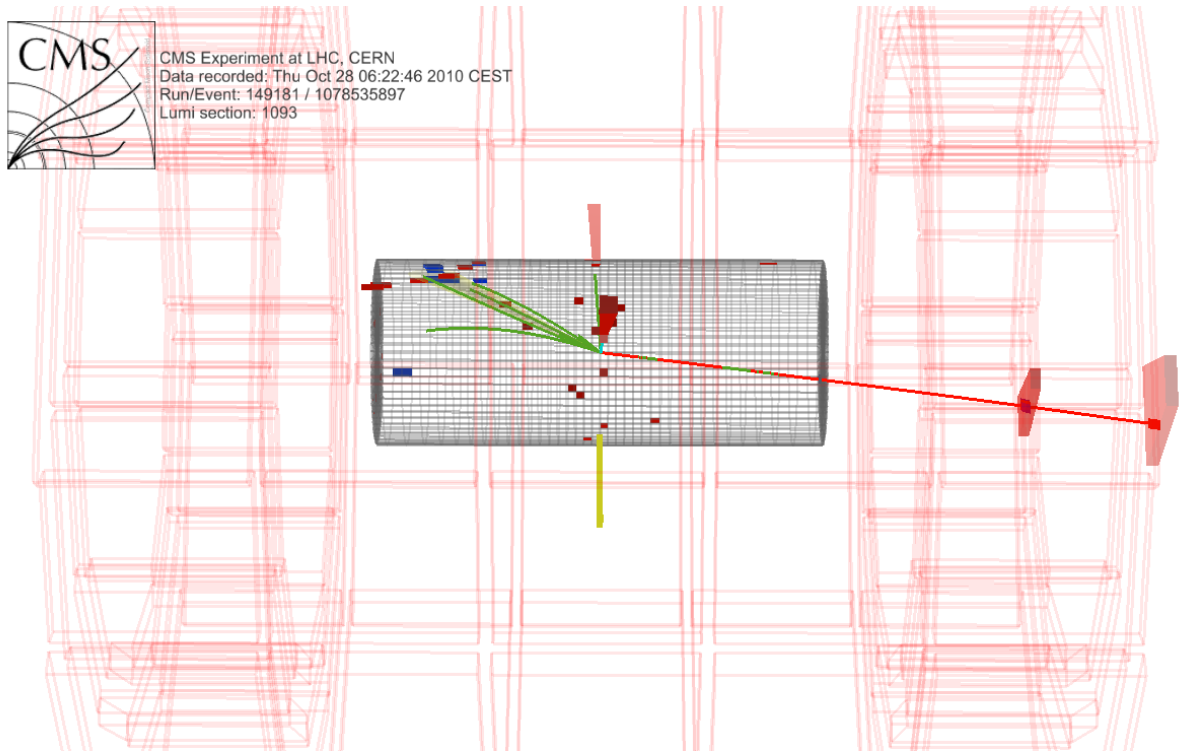 CMS
CMS Experiment at LHC, CERN
Data recorded: Thu Oct 28 06:22:46 2010 CEST
Run/Event: 149181 / 1078535897
Lumi section: 1093